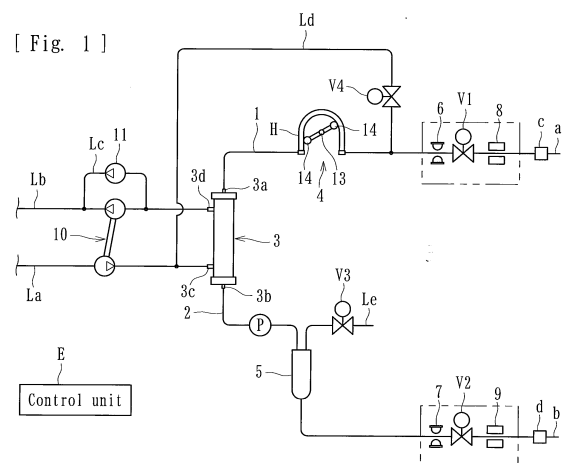 [ Fig. 1 ]
Ld
V4
1
H
14
6
V1
8
c
a
11
Lc
3a
14
13
4
Lb
3d
10
3
La
3c
3b
2
V3
P
Le
5
E
Control unit
7
V2
9
d
b